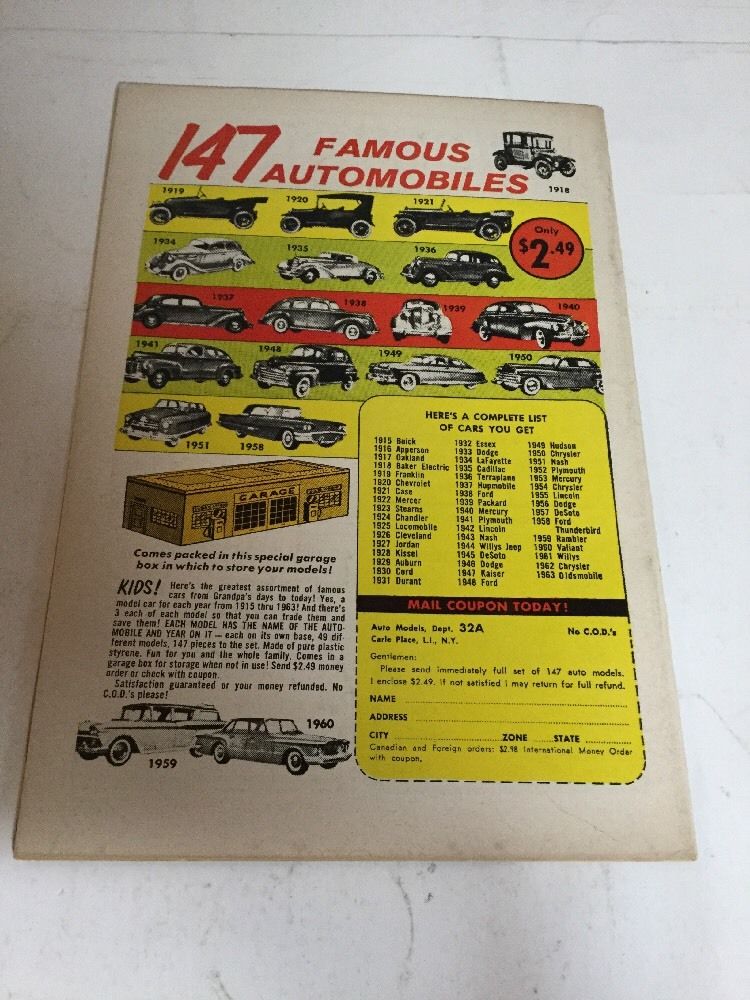 147 FAMOUS
AUTOMOBILES
1918
1919
1920
1921
Only
$2.49
1934
1935
1936
1937
1938
1939
1940
1941
1948
1949
1950
1951
1958
GARAGE
Comes packed in this special garage
box in which to store your models!
KIDS! Here's the greatest assortment of famous
cars from Grandpa's days to today! Yes, a
model car for each year from 1915 thru 1963! And there's
3 each of each model so that you can trade them and
save them! EACH MODEL HAS THE NAME OF THE AUTO-
MOBILE AND YEAR ON IT — each on its own base, 49 dif-
ferent models, 147 pieces to the set. Made of pure plastic
styrene. Fun for you and the whole family. Comes in a
garage box for storage when not in use! Send $2.49 money
order or check with coupon.
Satisfaction guaranteed or your money refunded. No
C.O.D.'s please!
1959
1960
HERE'S A COMPLETE LIST
OF CARS YOU GET
1915 Buick
1916 Apperson
1917 Oakland
1918 Baker Electric
1919 Franklin
1920 Chevrolet
1921 Case
1922 Mercer
1923 Stearns
1924 Chandler
1925 Locomobile
1926 Cleveland
1927 Jordan
1928 Kissel
1929 Auburn
1930 Cord
1931 Durant
1932 Essex
1933 Dodge
1934 LaFayette
1935 Cadillac
1936 Terraplane
1937 Hupmobile
1938 Ford
1939 Packard
1940 Mercury
1941 Plymouth
1942 Lincoln
1943 Nash
1944 Willys Jeep
1945 DeSoto
1946 Dodge
1947 Kaiser
1948 Ford
1949 Hudson
1950 Chrysler
1951 Nash
1952 Plymouth
1953 Mercury
1954 Chrysler
1955 Lincoln
1956 Dodge
1957 DeSoto
1958 Ford
Thunderbird
1959 Rambler
1960 Valiant
1961 Willys
1962 Chrysler
1963 Oldsmobile
MAIL COUPON TODAY!
Auto Models, Dept. 32A No C.O.D.'s
Carle Place, L.I., N.Y.
Gentlemen:
Please send immediately full set of 147 auto models.
I enclose $2.49. If not satisfied I may return for full refund.
NAME
ADDRESS
CITY ZONE STATE
Canadian and Foreign orders: $2.98 International Money Order
with coupon.